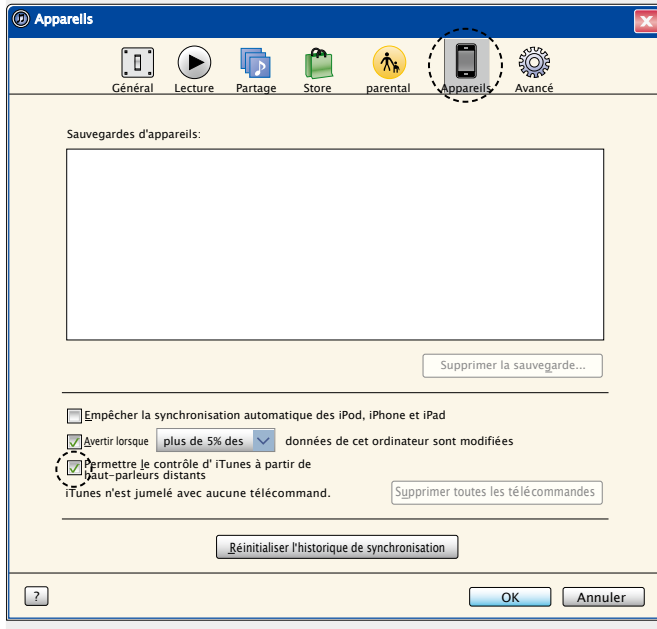 Appareils
Général Lecture Partage Store parental Appareils Avancé
Sauvegardes d'appareils:
Supprimer la sauvegarde...
Empêcher la synchronisation automatique des iPod, iPhone et iPad
Avertir lorsque plus de 5% des données de cet ordinateur sont modifiées
Permettre le contrôle d' iTunes à partir de
haut-parleurs distants
iTunes n'est jumelé avec aucune télécommand.
Supprimer toutes les télécommandes
Réinitialiser l'historique de synchronisation
? OK Annuler